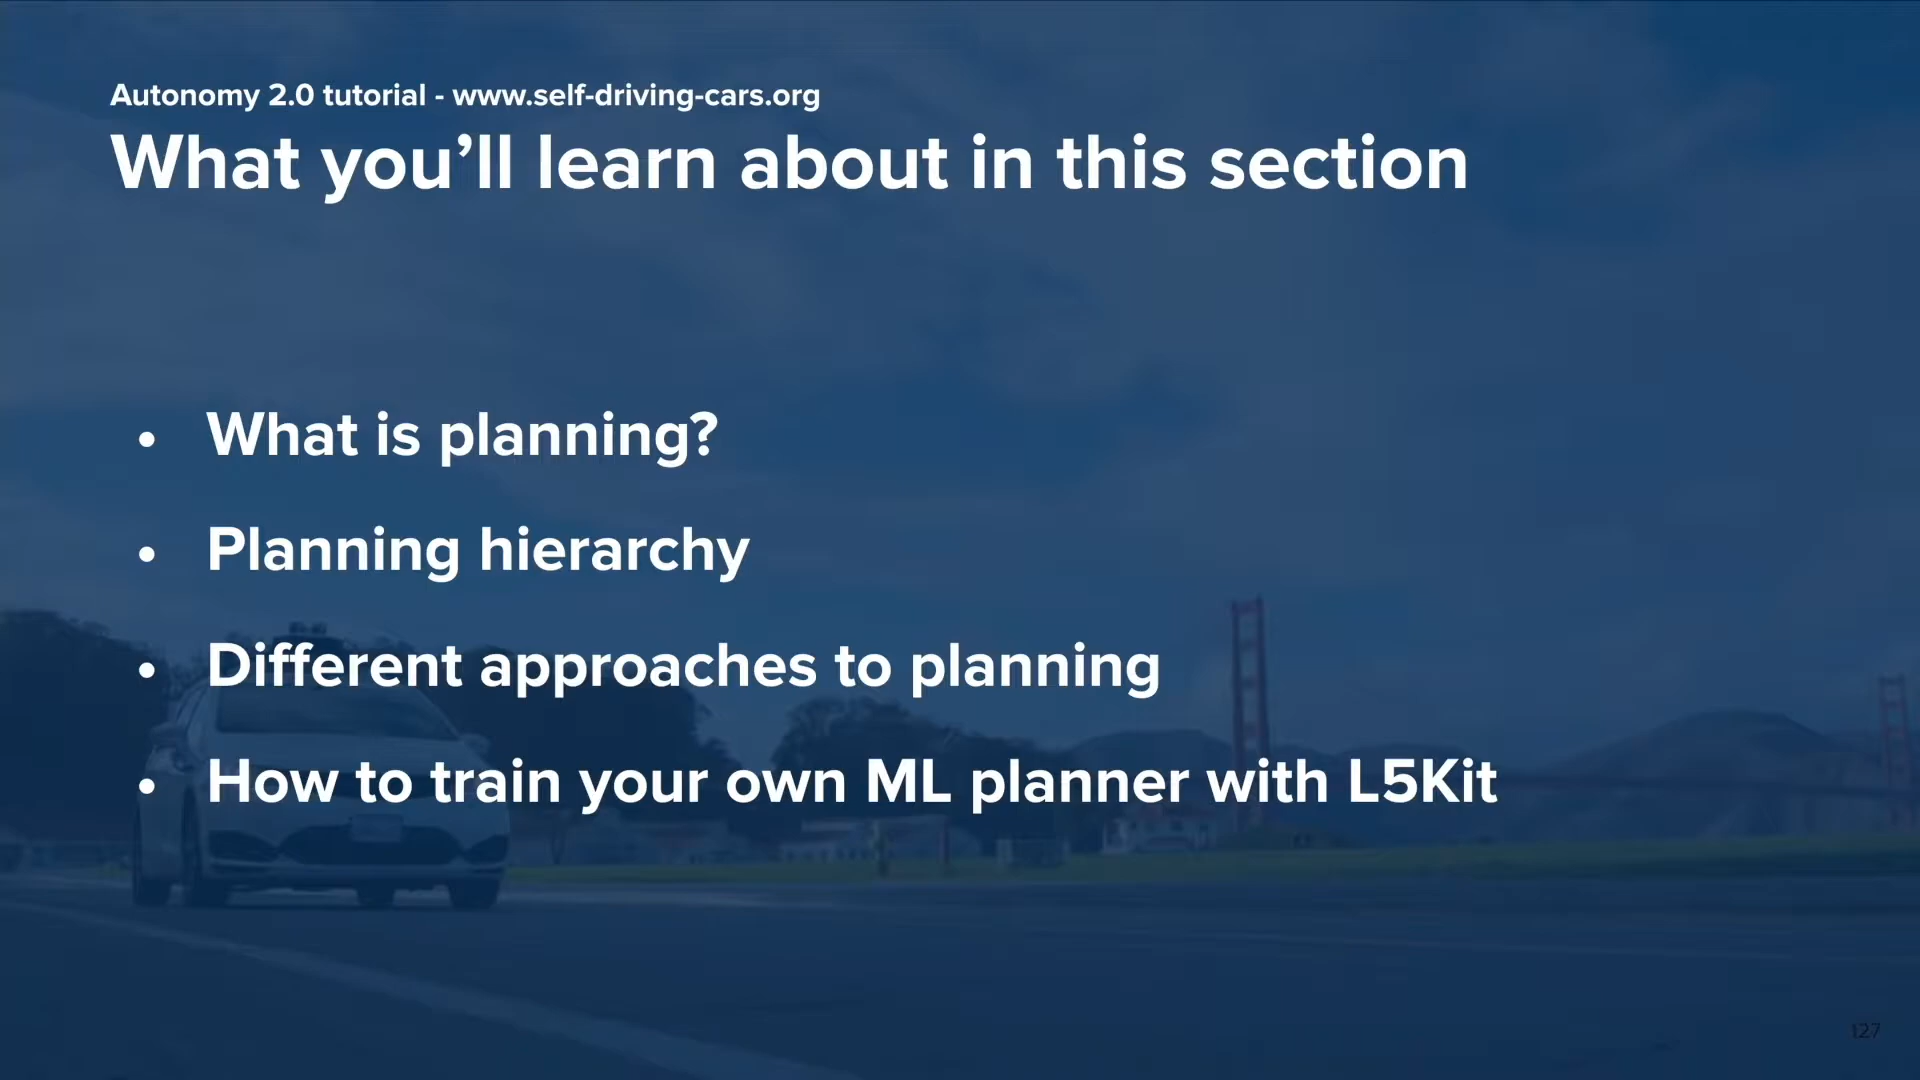 Autonomy 2.0 tutorial - www.self-driving-cars.org
What you’ll learn about in this section
• What is planning?
• Planning hierarchy
• Different approaches to planning
• How to train your own ML planner with L5Kit
127